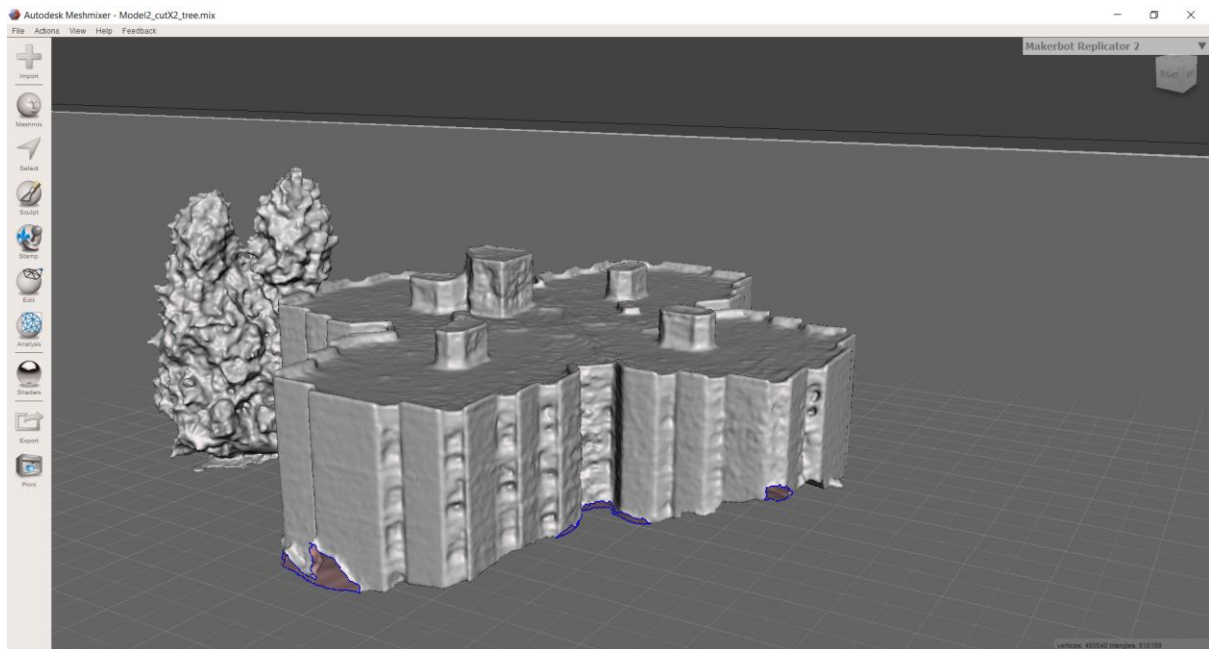 Autodesk Meshmixer - Model2_cutX2_tree.mix
File Actions View Help Feedback
Makerbot Replicator 2
RIGHT
Import
Meshmix
Select
Sculpt
Stamp
Edit
Analysis
Shaders
Export
Print